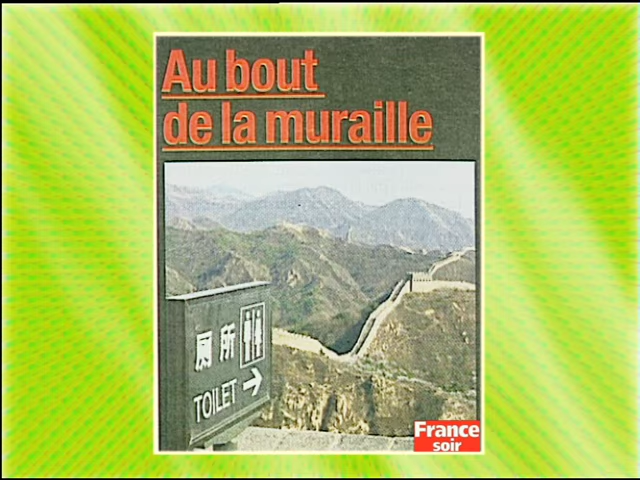 Au bout
de la muraille
厕所
TOILET
France
soir